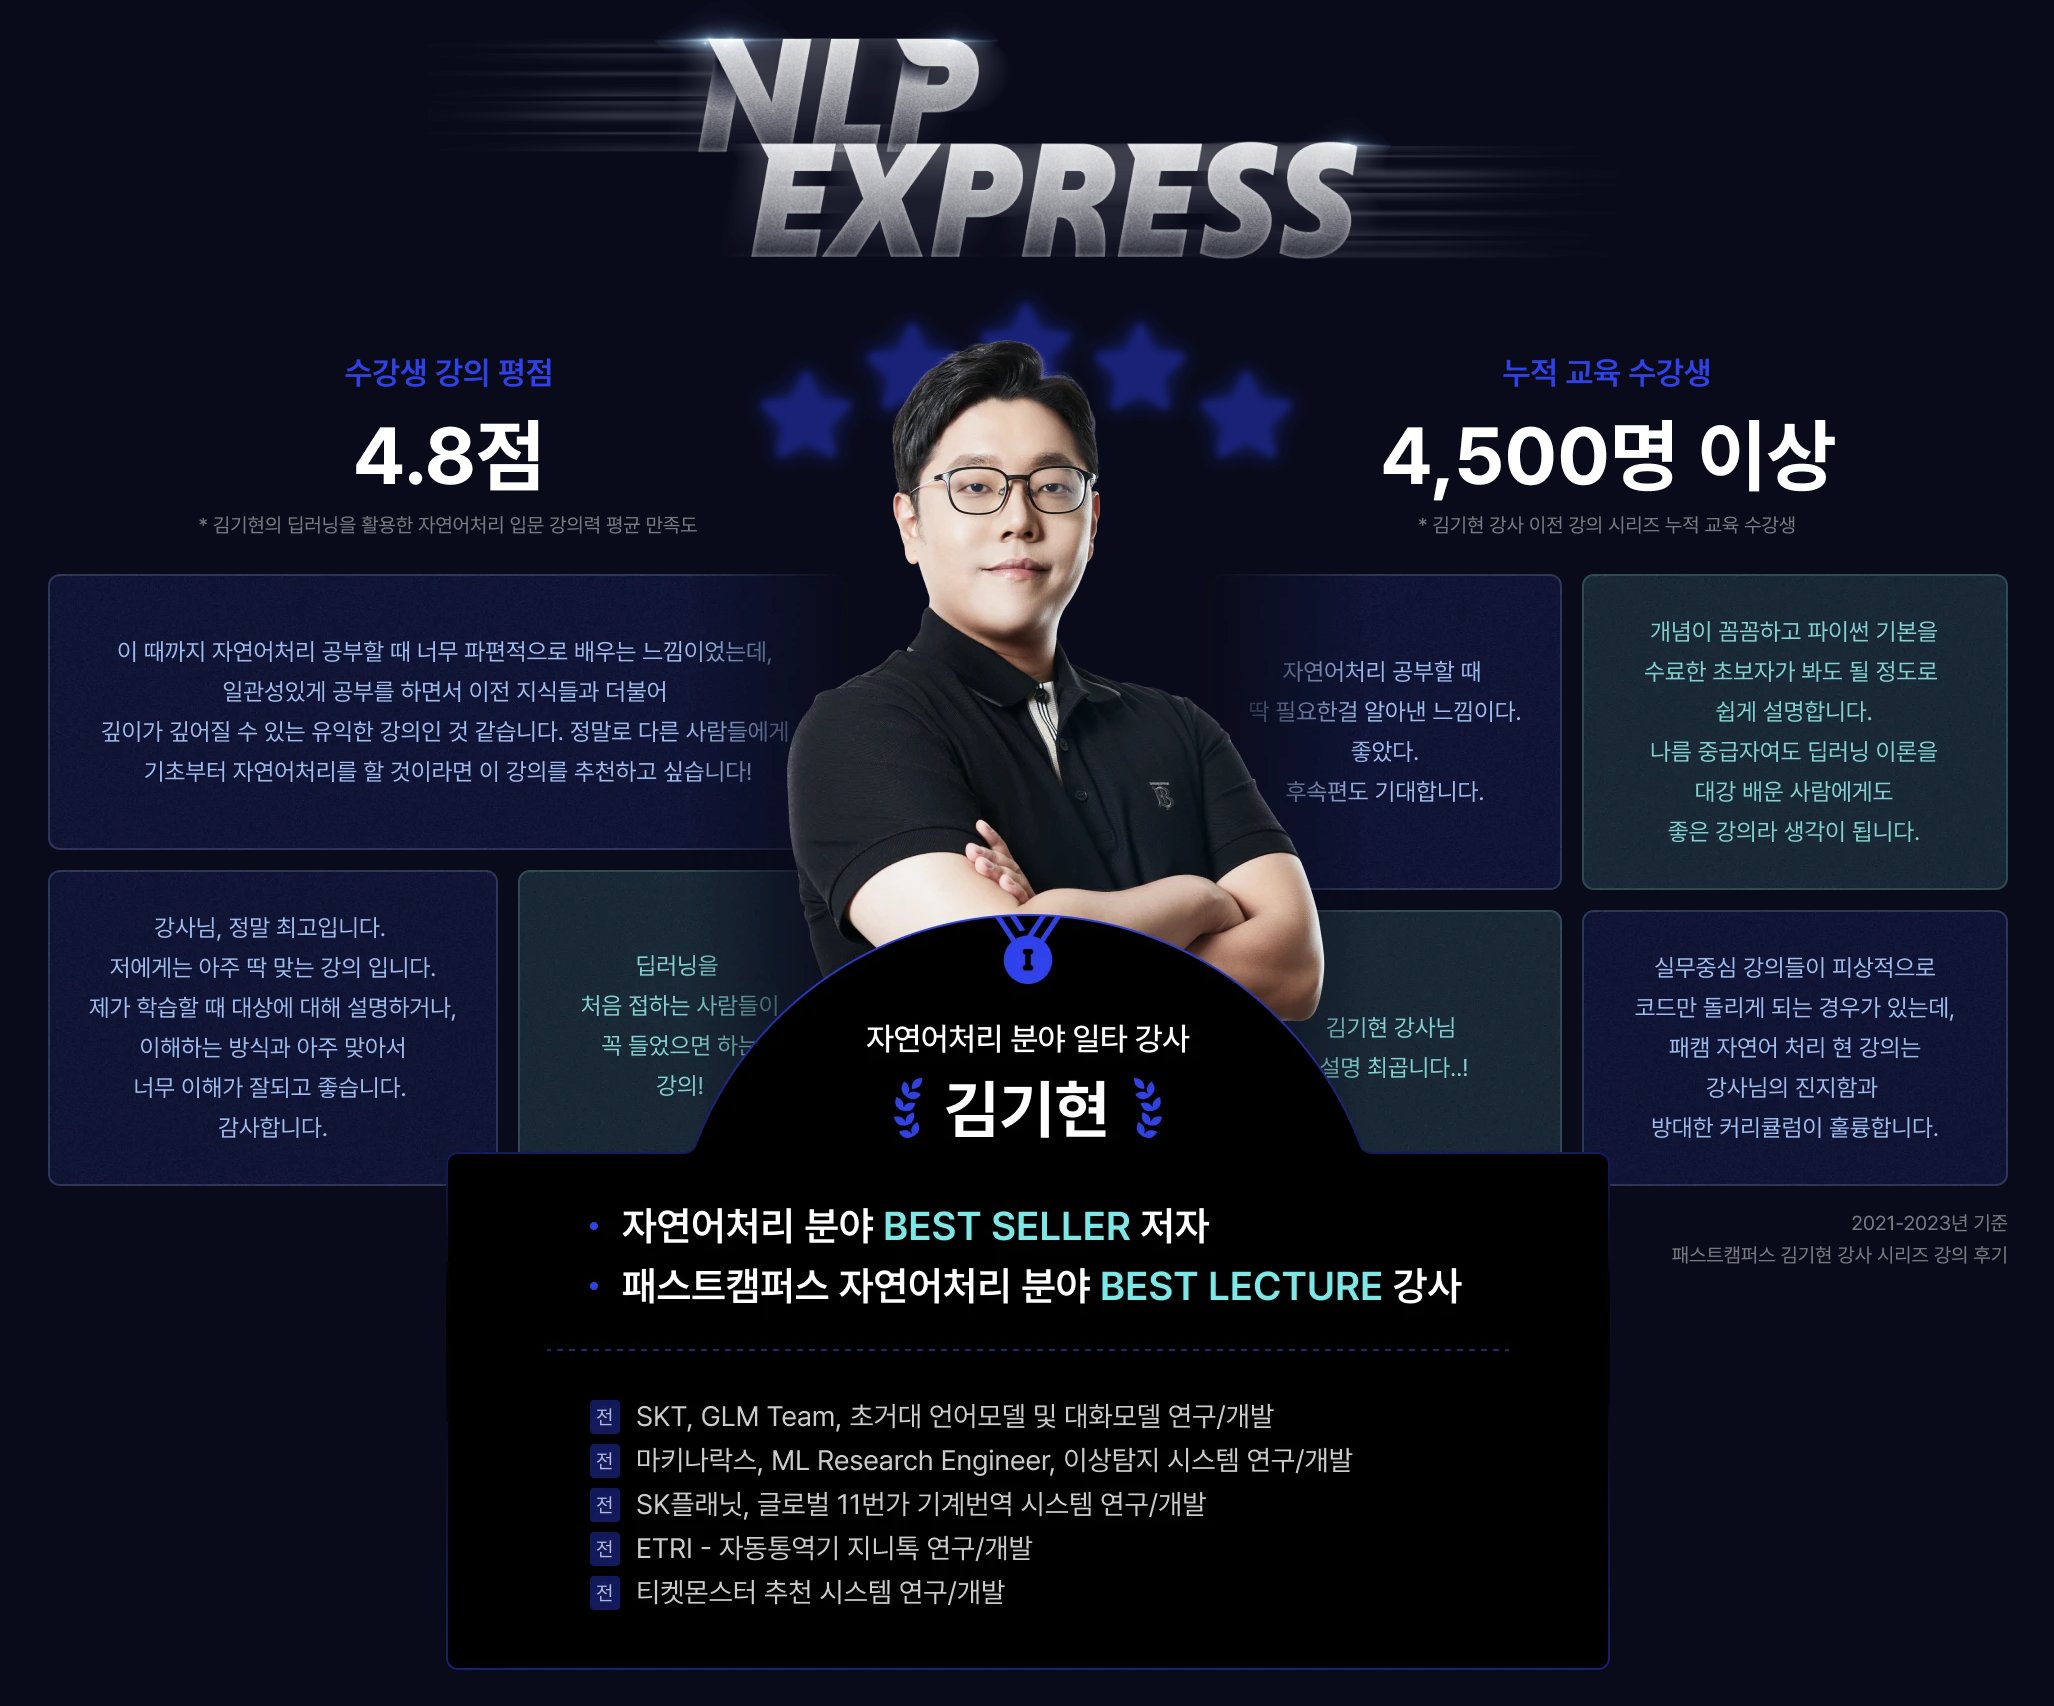 NLP
EXPRESS
수강생 강의 평점
4.8점
* 김기현의 딥러닝을 활용한 자연어처리 입문 강의력 평균 만족도
누적 교육 수강생
4,500명 이상
* 김기현 강사 이전 강의 시리즈 누적 교육 수강생
이 때까지 자연어처리 공부할 때 너무 파편적으로 배우는 느낌이었는데,
일관성있게 공부를 하면서 이전 지식들과 더불어
깊이가 깊어질 수 있는 유익한 강의인 것 같습니다. 정말로 다른 사람들에게
기초부터 자연어처리를 할 것이라면 이 강의를 추천하고 싶습니다!
자연어처리 공부할 때
딱 필요한걸 알아낸 느낌이다.
좋았다.
후속편도 기대합니다.
개념이 꼼꼼하고 파이썬 기본을
수료한 초보자가 봐도 될 정도로
쉽게 설명합니다.
나름 중급자여도 딥러닝 이론을
대강 배운 사람에게도
좋은 강의라 생각이 됩니다.
강사님, 정말 최고입니다.
저에게는 아주 딱 맞는 강의 입니다.
제가 학습할 때 대상에 대해 설명하거나,
이해하는 방식과 아주 맞아서
너무 이해가 잘되고 좋습니다.
감사합니다.
딥러닝을
처음 접하는 사람들이
꼭 들었으면 하는
강의!
김기현 강사님
설명 최곱니다..!
실무중심 강의들이 피상적으로
코드만 돌리게 되는 경우가 있는데,
패캠 자연어 처리 현 강의는
강사님의 진지함과
방대한 커리큘럼이 훌륭합니다.
2021-2023년 기준
패스트캠퍼스 김기현 강사 시리즈 강의 후기
자연어처리 분야 일타 강사
김기현
• 자연어처리 분야 BEST SELLER 저자
• 패스트캠퍼스 자연어처리 분야 BEST LECTURE 강사
전 SKT, GLM Team, 초거대 언어모델 및 대화모델 연구/개발
전 마키나락스, ML Research Engineer, 이상탐지 시스템 연구/개발
전 SK플래닛, 글로벌 11번가 기계번역 시스템 연구/개발
전 ETRI - 자동통역기 지니톡 연구/개발
전 티켓몬스터 추천 시스템 연구/개발